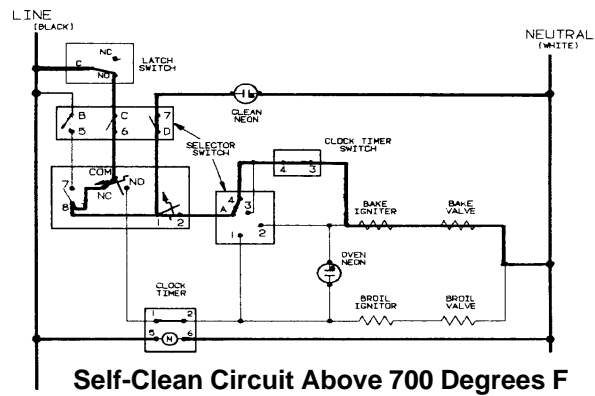 LINE
(BLACK)
NEUTRAL
(WHITE)
NC
C
NO
LATCH
SWITCH
CLEAN
NEON
B
C
7
5
6
D
SELECTOR
SWITCH
CLOCK TIMER
SWITCH
4
3
COM
7
NC
NO
8
1
2
4
A
3
1
2
BAKE
IGNITER
BAKE
VALVE
OVEN
NEON
BROIL
IGNITOR
BROIL
VALVE
CLOCK
TIMER
1
2
5
M
6
Self-Clean Circuit Above 700 Degrees F